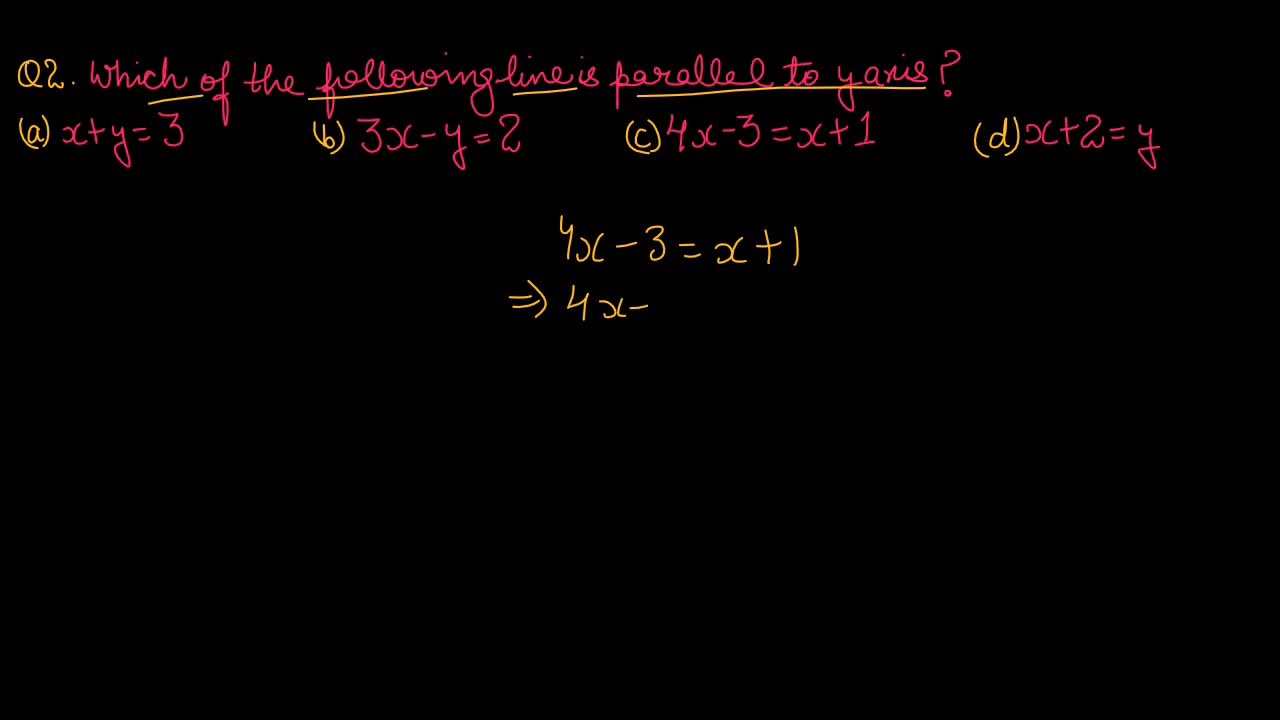 Q2. Which of the following line is parallel to y axis?
(a) x+y=3 (b) 3x-y=2 (c) 4x-3=x+1 (d) x+2=y
4x-3=x+1
⇒ 4x-